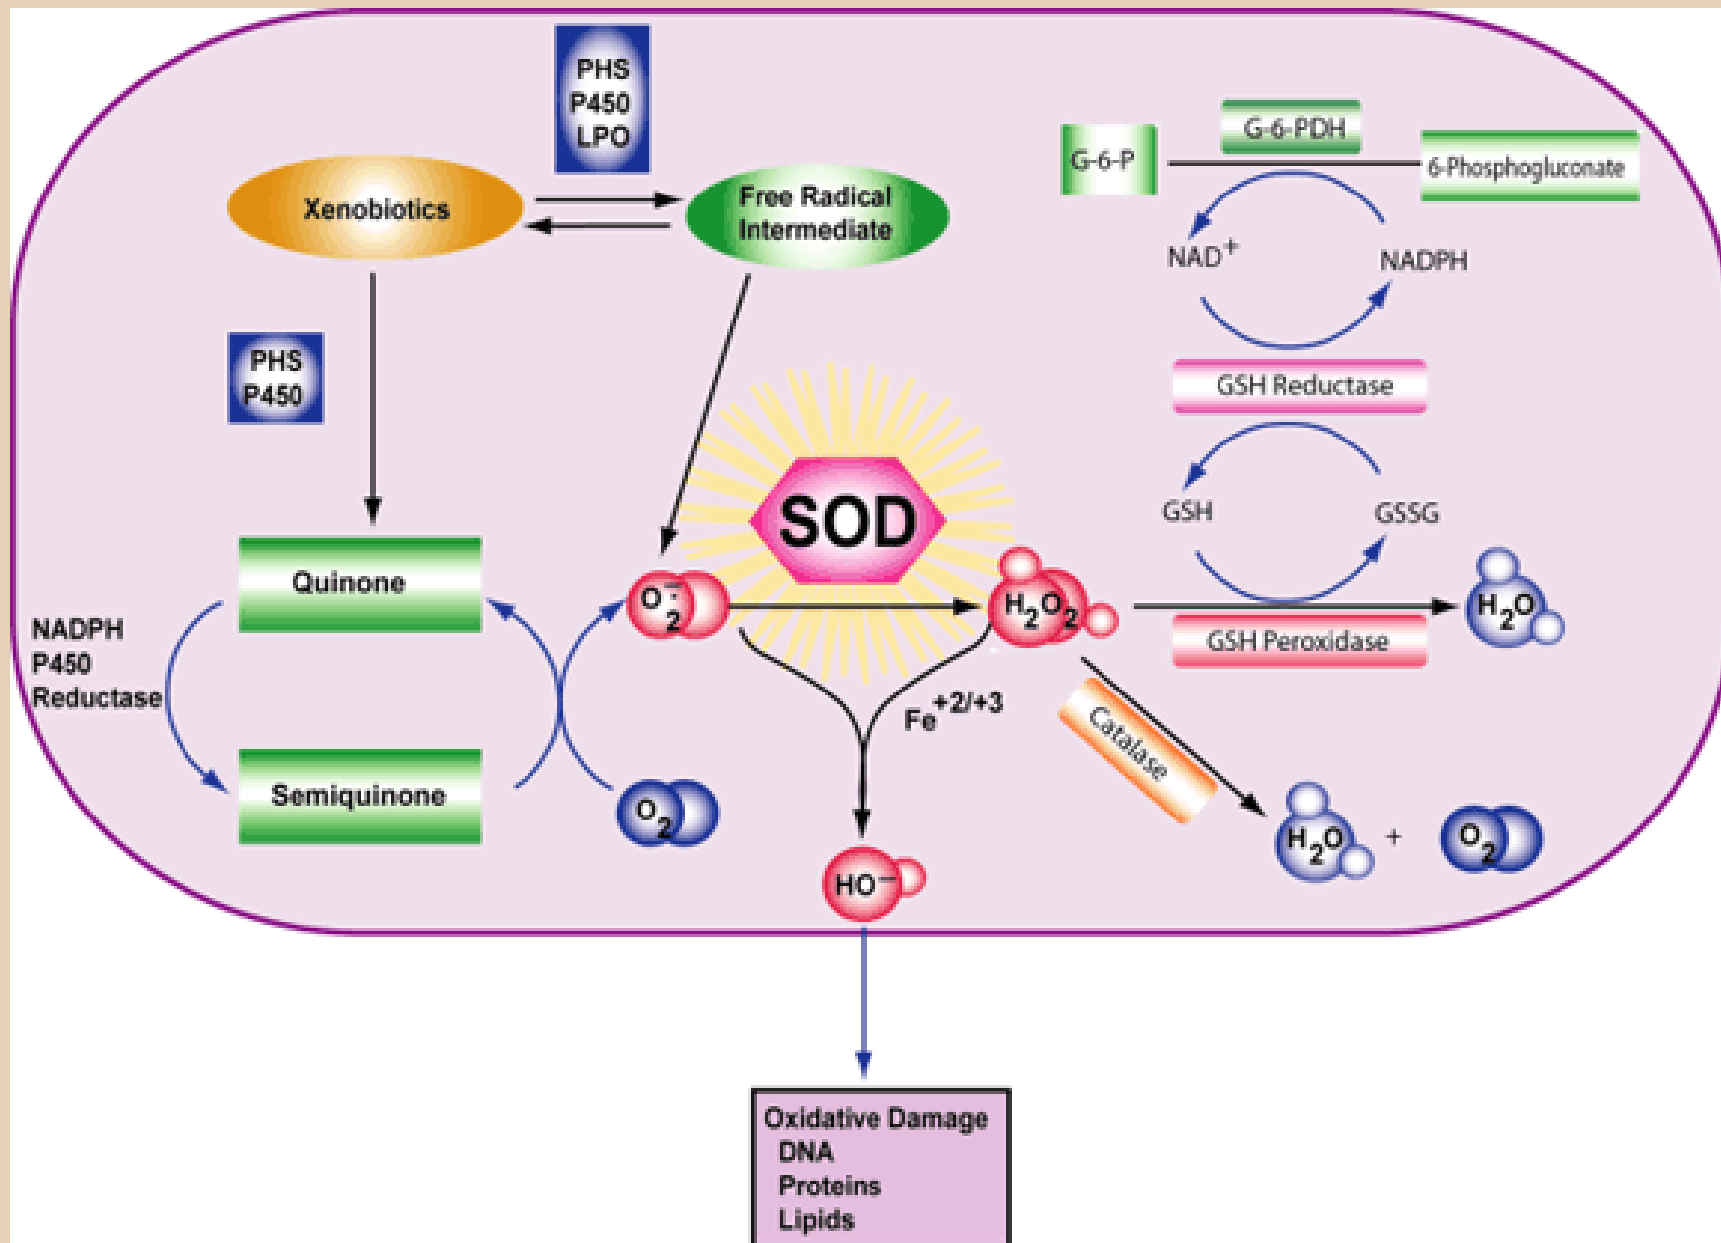 PHS
P450
LPO
Xenobiotics
Free Radical
Intermediate
G-6-P
G-6-PDH
6-Phosphogluconate
NAD+
NADPH
PHS
P450
GSH Reductase
GSH
GSSG
SOD
Quinone
O2∸
H2O2
H2O
GSH Peroxidase
NADPH
P450
Reductase
Fe+2/+3
Catalase
Semiquinone
O2
H2O
+
O2
HO−
Oxidative Damage
DNA
Proteins
Lipids